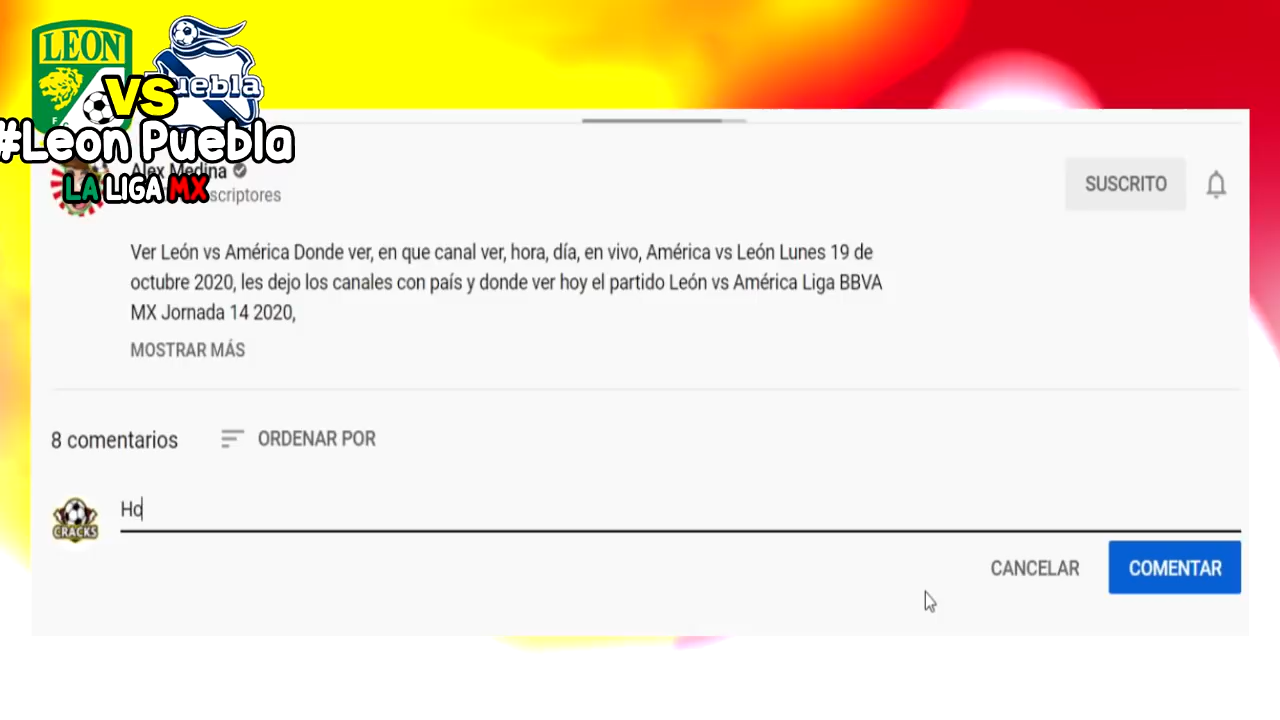 LEON
Puebla
VS
#Leon Puebla
Alex Medina
LA LIGA MX
scriptores
SUSCRITO
Ver León vs América Donde ver, en que canal ver, hora, día, en vivo, América vs León Lunes 19 de
octubre 2020, les dejo los canales con país y donde ver hoy el partido León vs América Liga BBVA
MX Jornada 14 2020,
MOSTRAR MÁS
8 comentarios
ORDENAR POR
CRACKS
Ho
CANCELAR
COMENTAR